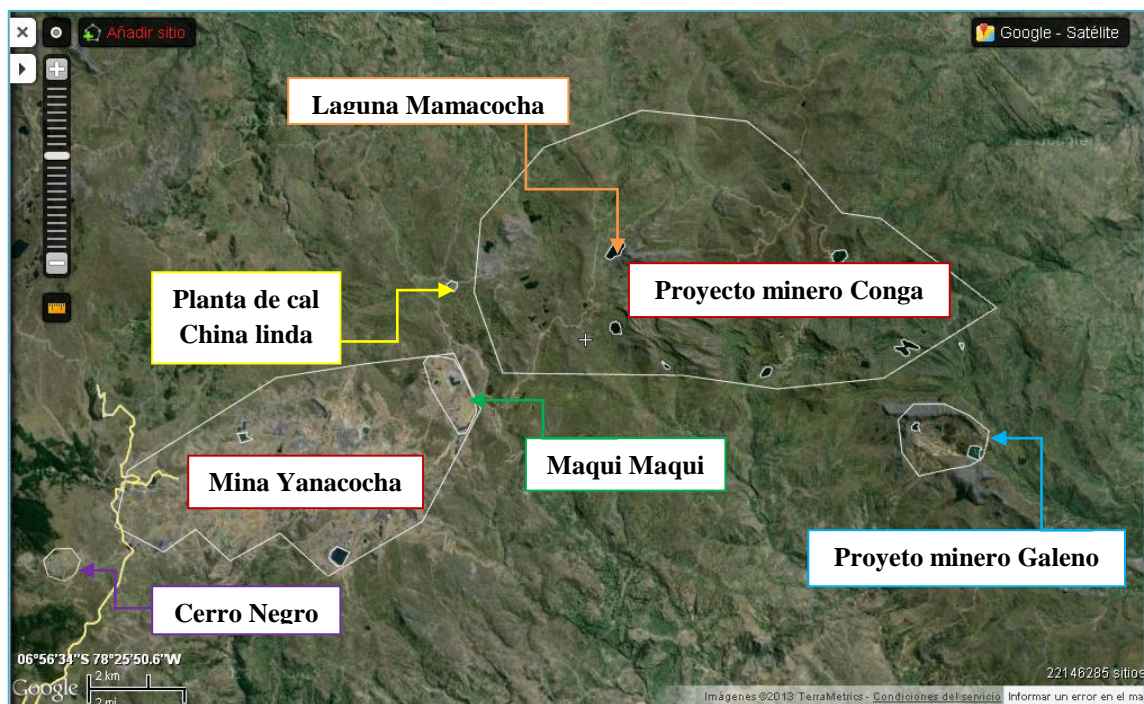 Añadir sitio
Google - Satélite
Laguna Mamacocha
Planta de cal
China linda
Proyecto minero Conga
Maqui Maqui
Mina Yanacocha
Proyeto minero Galeno
Cerro Negro
06°56'34"S 78°25'50.6"W
2 km
2 mi
Google
22146285 sitios
Imágenes ©2013 TerraMetrics - Condiciones del servicio
Informar un error en el ma